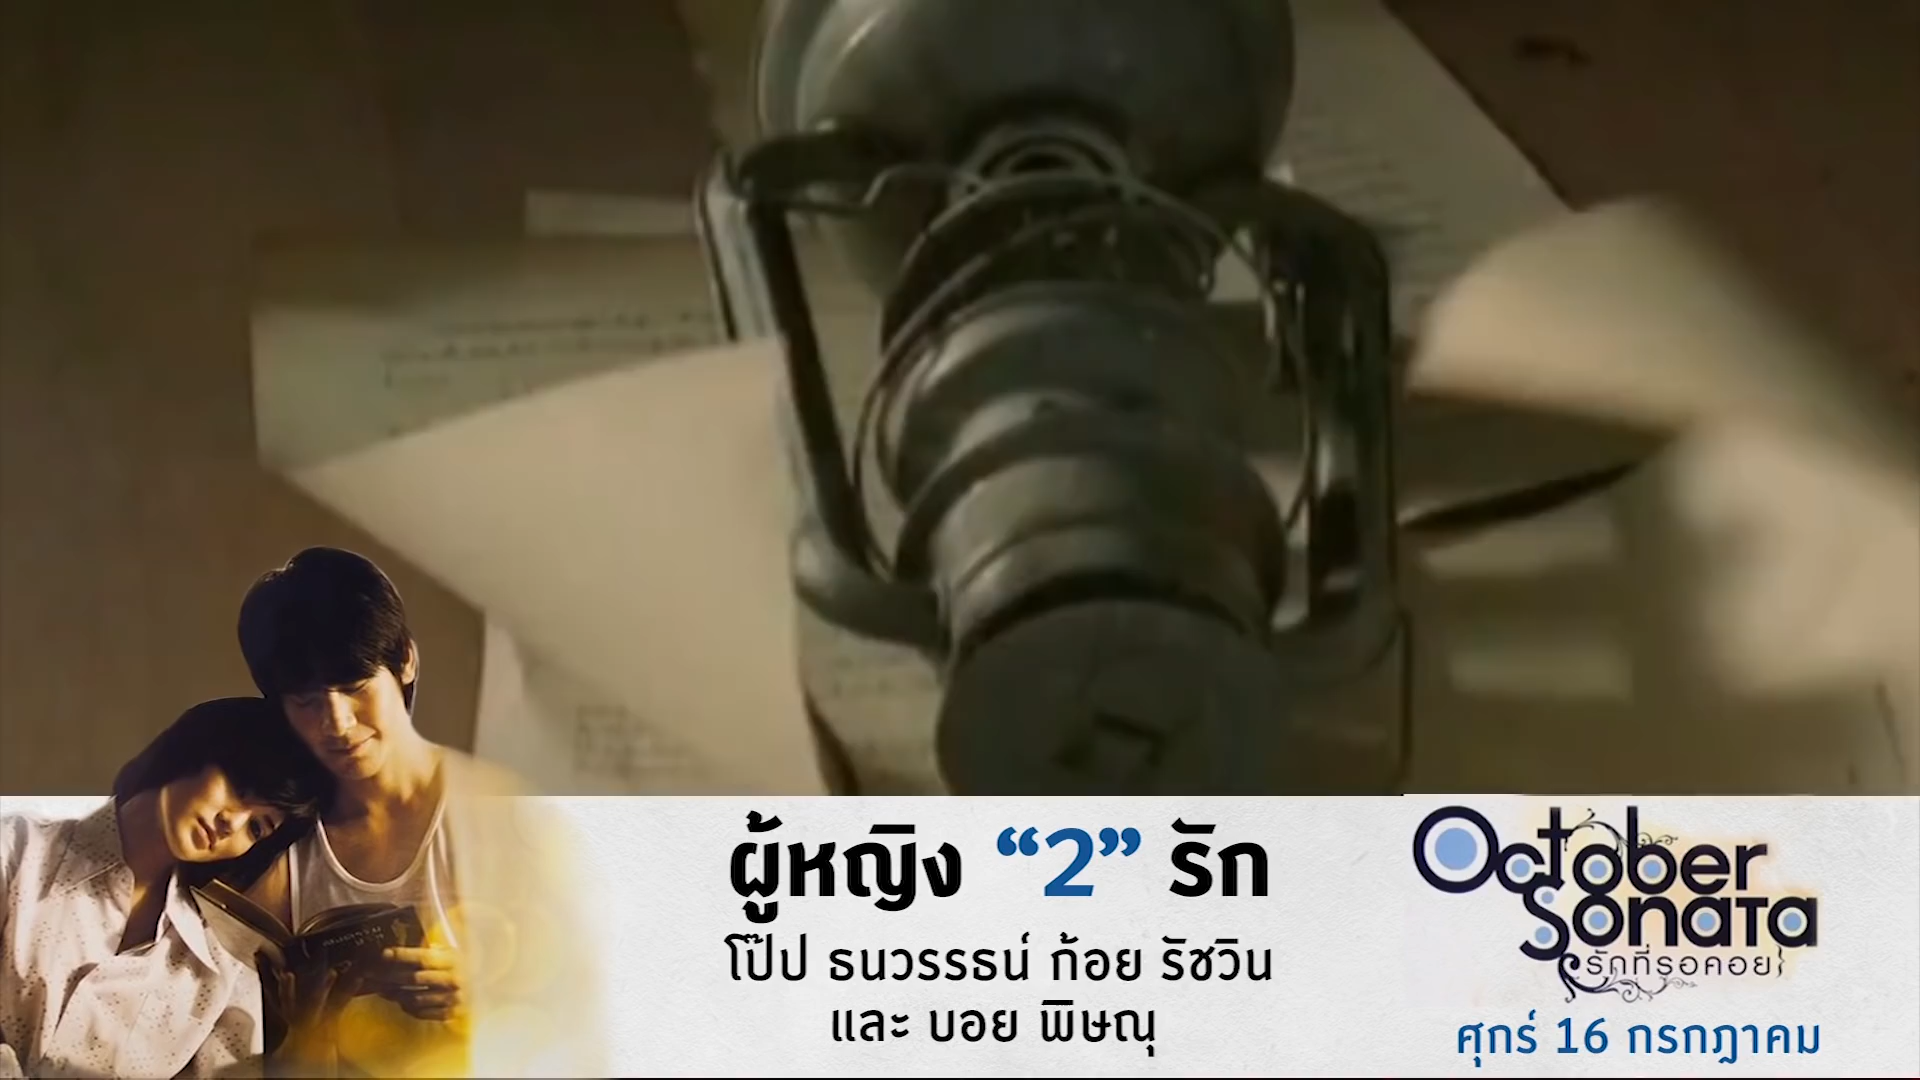 ผู้หญิง “2” รัก
โป๊ป ธนวรรธน์ ก้อย รัชวิน
และ บอย พิษณุ
October
Sonata
รักที่รอคอย
ศุกร์ 16 กรกฎาคม